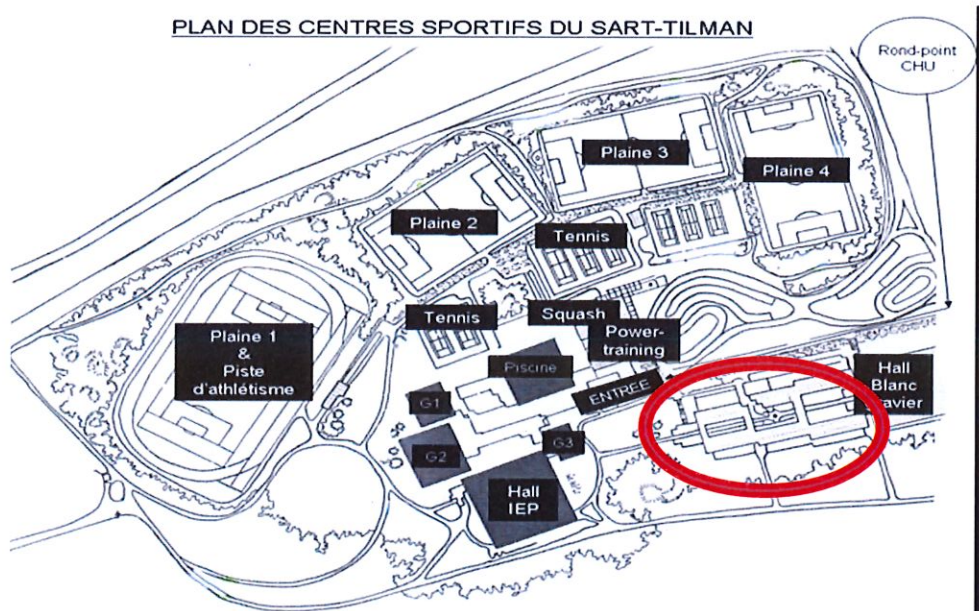 PLAN DES CENTRES SPORTIFS DU SART-TILMAN
Rond-point
CHU
Plaine 3
Plaine 4
Plaine 2
Tennis
Tennis
Squash
Power-
training
Plaine 1
&
Piste
d'athlétisme
Piscine
ENTREE
Hall
Blanc
G1
G2
G3
Hall
IEP